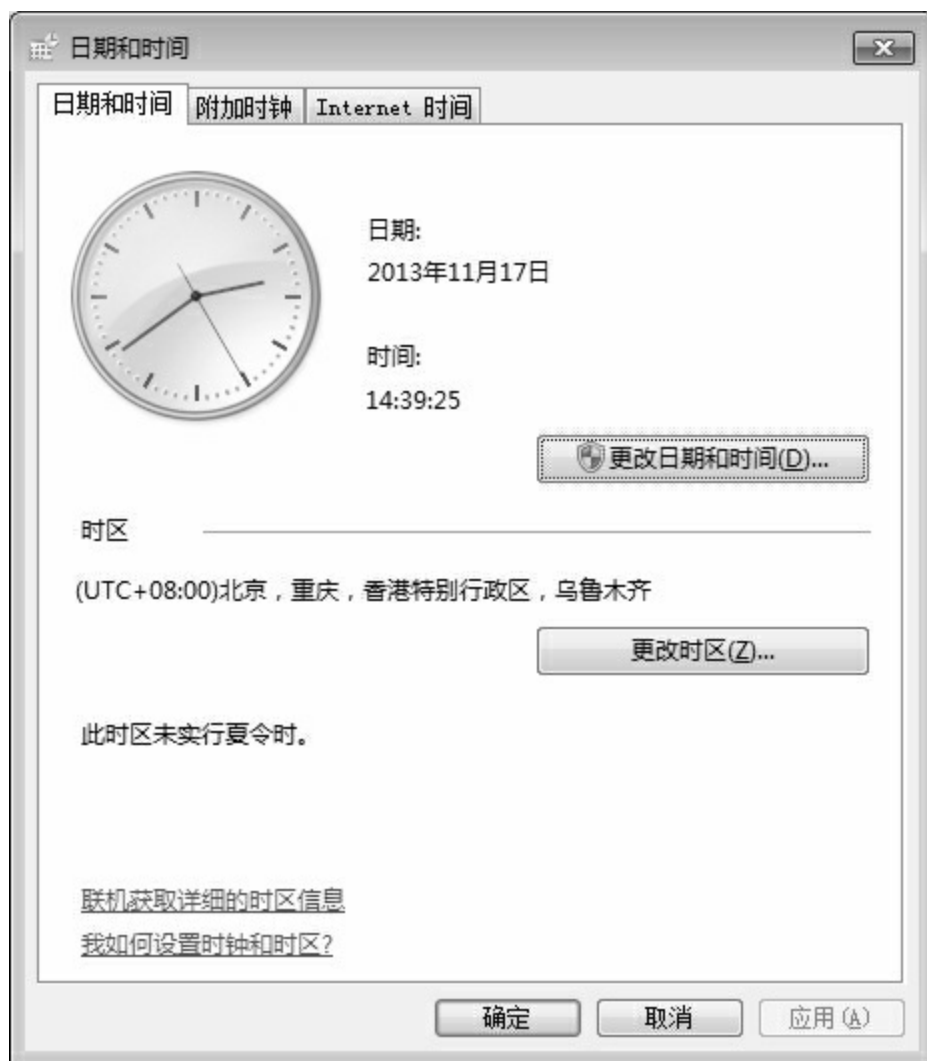 日期和时间
日期和时间 附加时钟 Internet 时间
日期:
2013年11月17日
时间:
14:39:25
更改日期和时间(D)...
时区
(UTC+08:00)北京，重庆，香港特别行政区，乌鲁木齐
更改时区(Z)...
此时区未实行夏令时。
联机获取详细的时区信息
我如何设置时钟和时区?
确定 取消 应用(A)